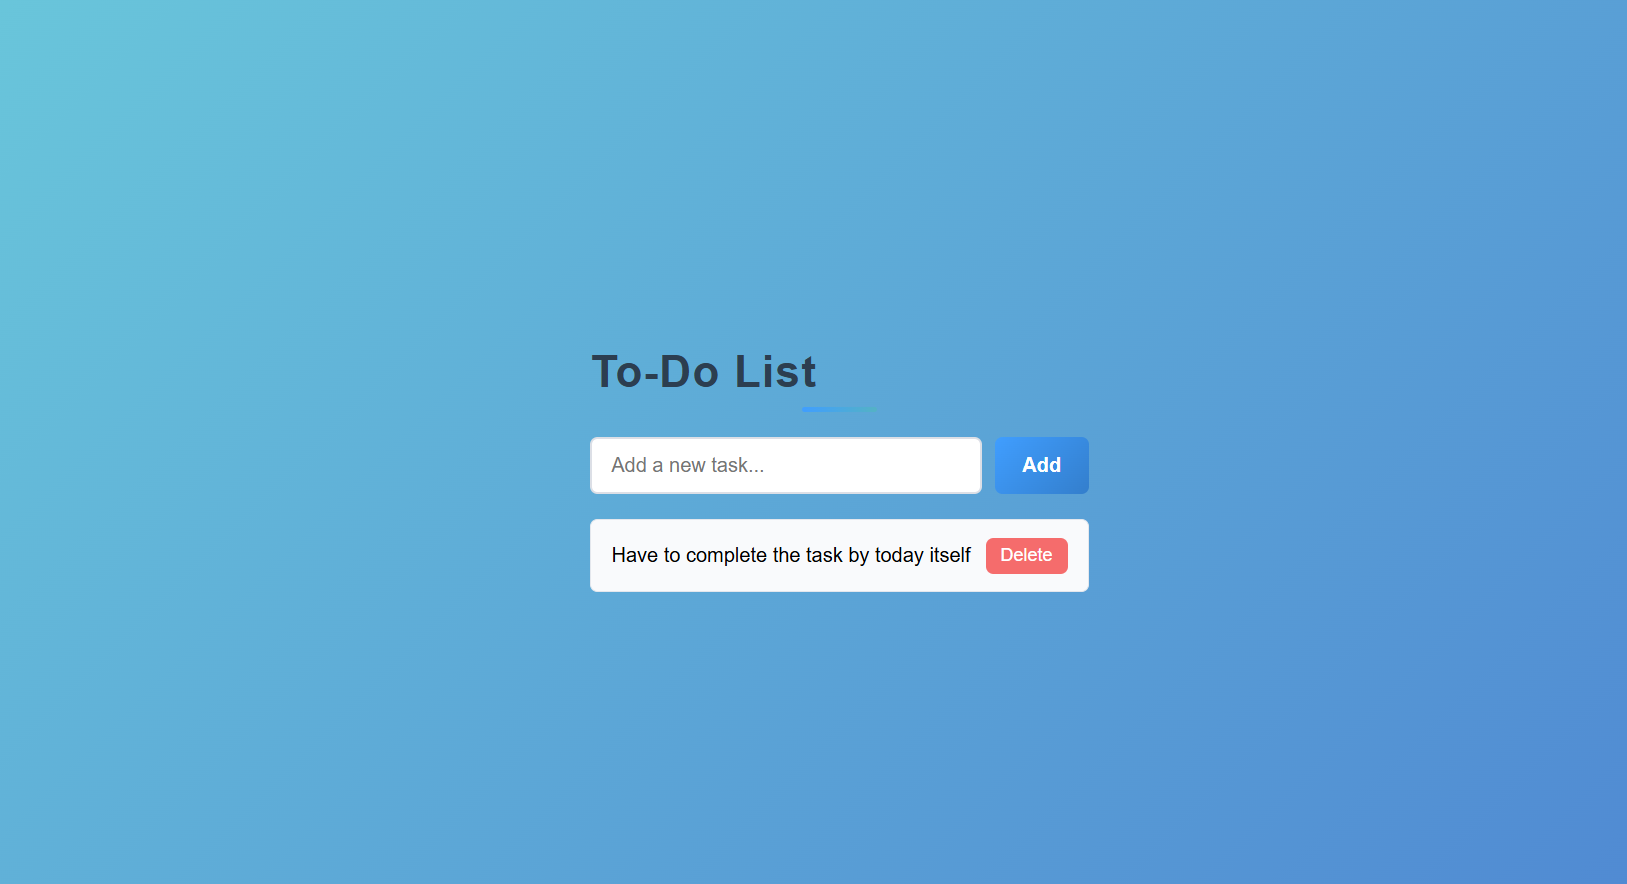 To-Do List
Add a new task...
Add
Have to complete the task by today itself
Delete